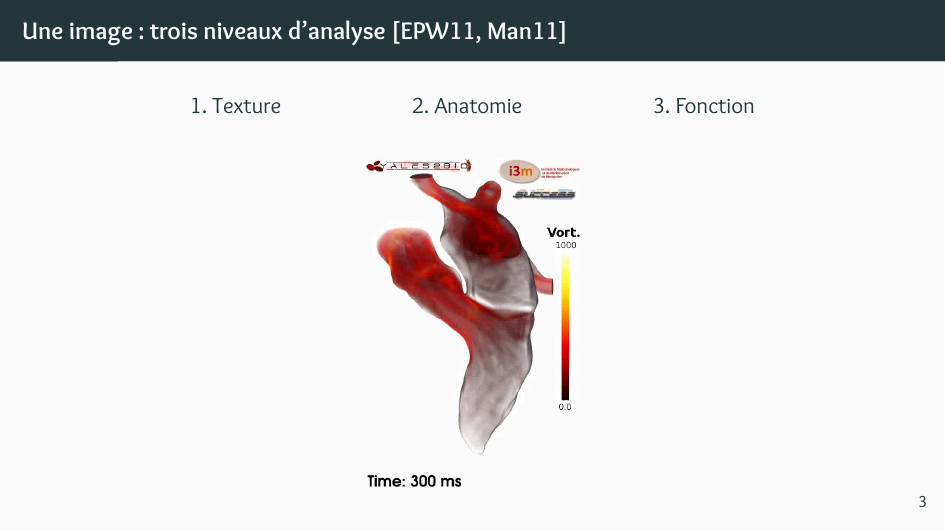 Une image : trois niveaux d’analyse [EPW11, Man11]
1. Texture
2. Anatomie
3. Fonction
YALES2BIO
i3m
Vort.
1000
0.0
Time: 300 ms
3